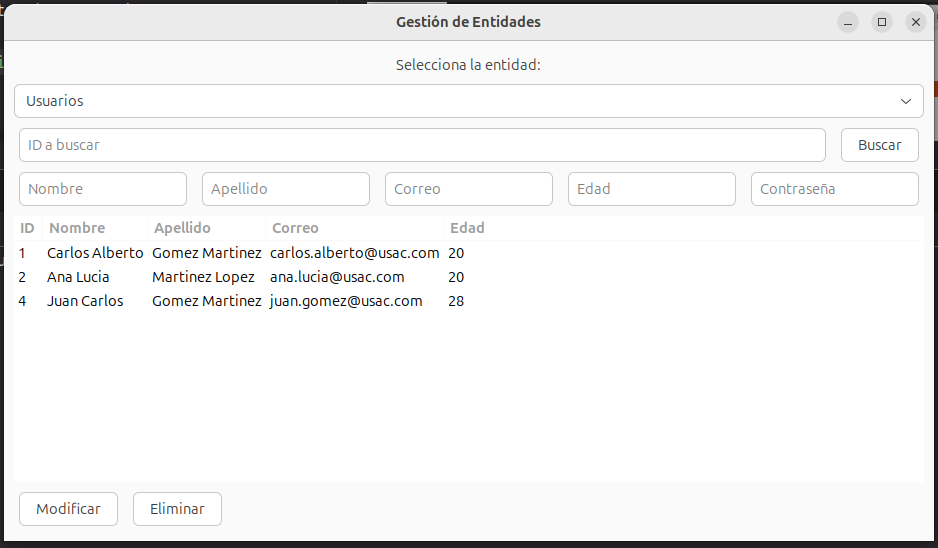 Gestión de Entidades
Selecciona la entidad:
Usuarios
ID a buscar
Buscar
Nombre Apellido Correo Edad Contraseña
ID Nombre Apellido Correo Edad
1 Carlos Alberto Gomez Martinez carlos.alberto@usac.com 20
2 Ana Lucia Martinez Lopez ana.lucia@usac.com 20
4 Juan Carlos Gomez Martinez juan.gomez@usac.com 28
Modificar Eliminar